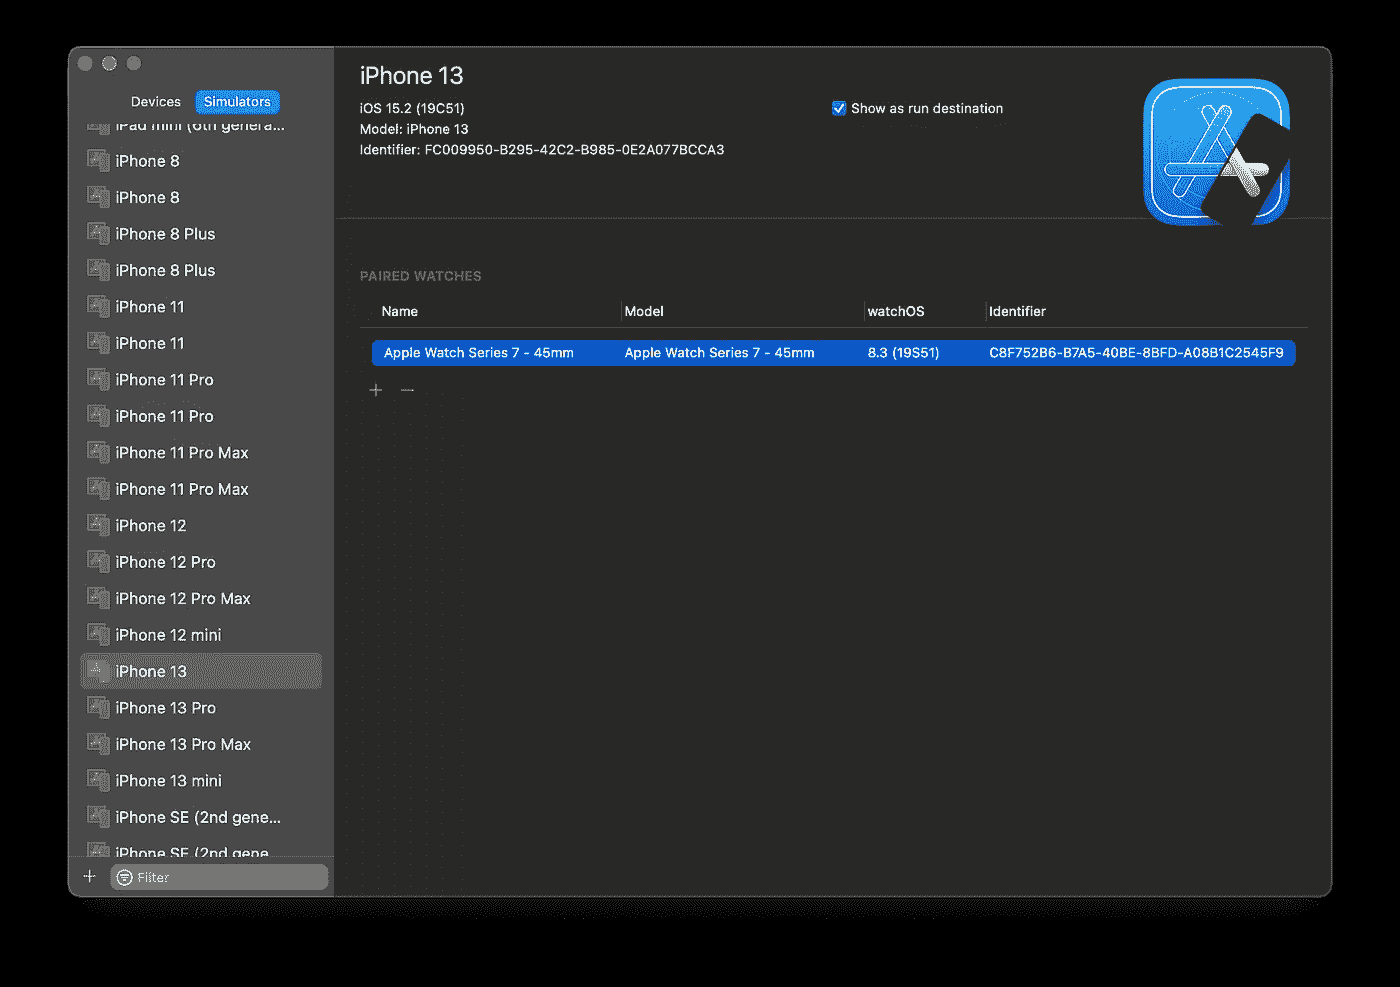 Devices Simulators
iPad mini (6th genera...
iPhone 8
iPhone 8
iPhone 8 Plus
iPhone 8 Plus
iPhone 11
iPhone 11
iPhone 11 Pro
iPhone 11 Pro
iPhone 11 Pro Max
iPhone 11 Pro Max
iPhone 12
iPhone 12 Pro
iPhone 12 Pro Max
iPhone 12 mini
iPhone 13
iPhone 13 Pro
iPhone 13 Pro Max
iPhone 13 mini
iPhone SE (2nd gene...
iPhone SE (2nd gene
Filter
iPhone 13
iOS 15.2 (19C51)
Model: iPhone 13
Identifier: FC009950-B295-42C2-B985-0E2A077BCCA3
Show as run destination
PAIRED WATCHES
Name Model watchOS Identifier
Apple Watch Series 7 - 45mm Apple Watch Series 7 - 45mm 8.3 (19S51) C8F752B6-B7A5-40BE-8BFD-A08B1C2545F9